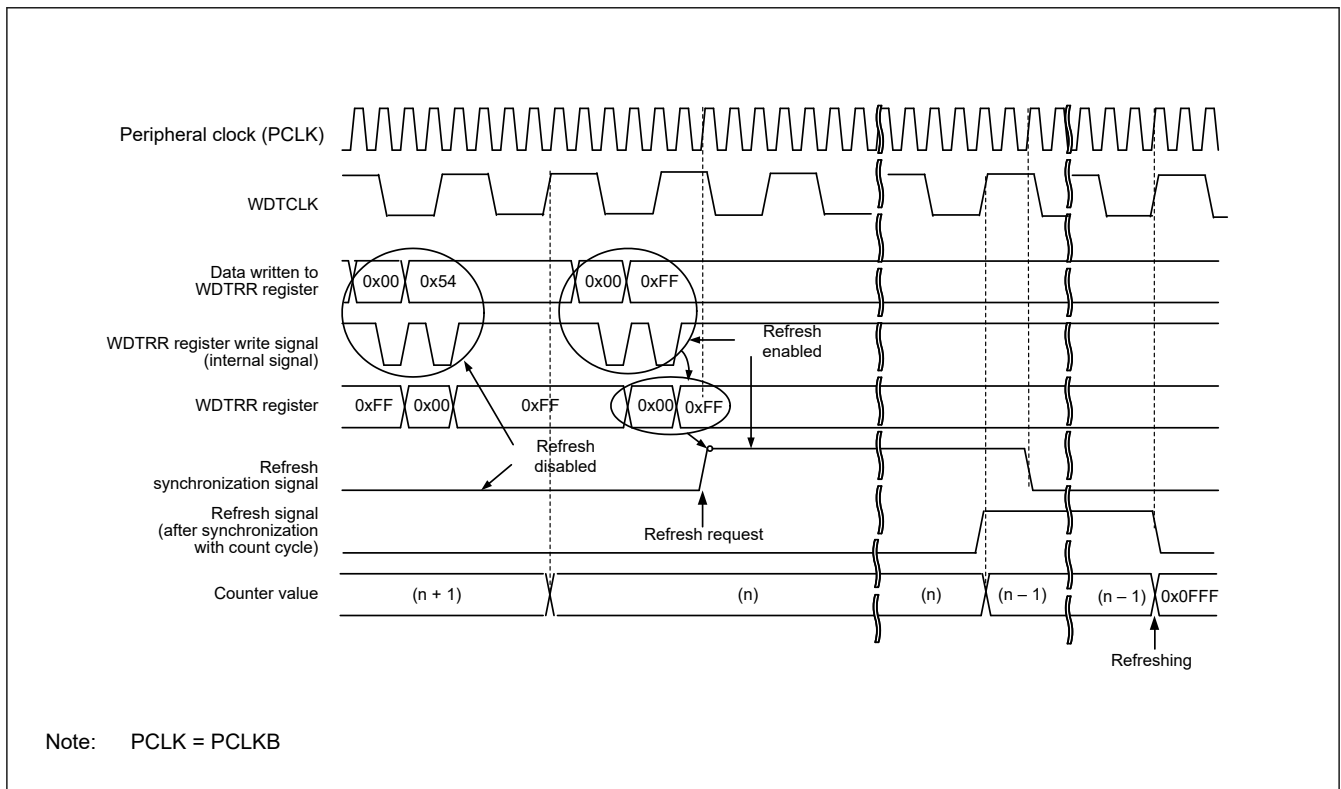 Peripheral clock (PCLK)
WDTCLK
Data written to
WDTRR register
0x00
0x54
0x00
0xFF
WDTRR register write signal
(internal signal)
Refresh
enabled
WDTRR register
0xFF
0x00
0xFF
0x00
0xFF
Refresh
disabled
Refresh
synchronization signal
Refresh request
Refresh signal
(after synchronization
with count cycle)
Counter value
(n + 1)
(n)
(n)
(n – 1)
(n – 1)
0x0FFF
Refreshing
Note: PCLK = PCLKB